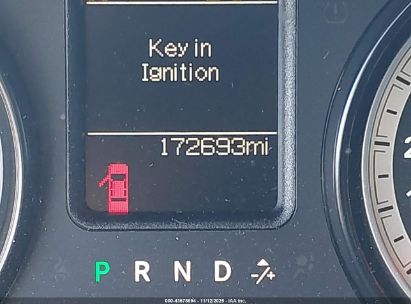 Key in
Ignition
172693mi
P R N D -/+